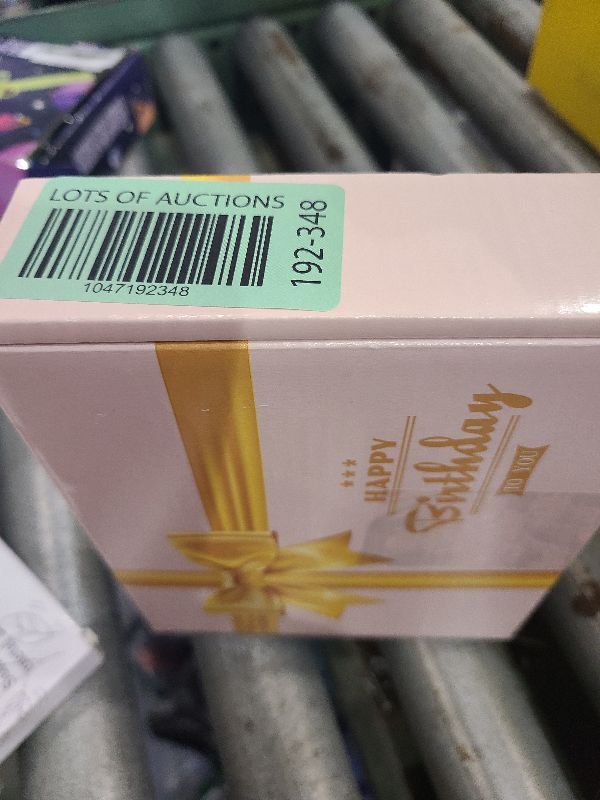 LOTS OF AUCTIONS
1047192348
192-348
HAPPY
Birthday
TO YOU